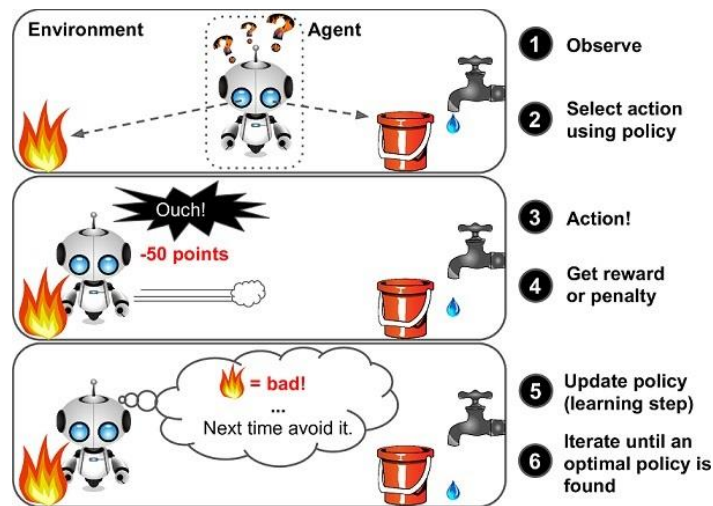 Environment
Agent
? ? ?
1 Observe
2 Select action
using policy
Ouch!
-50 points
3 Action!
4 Get reward
or penalty
= bad!
...
Next time avoid it.
5 Update policy
(learning step)
6 Iterate until an
optimal policy is
found